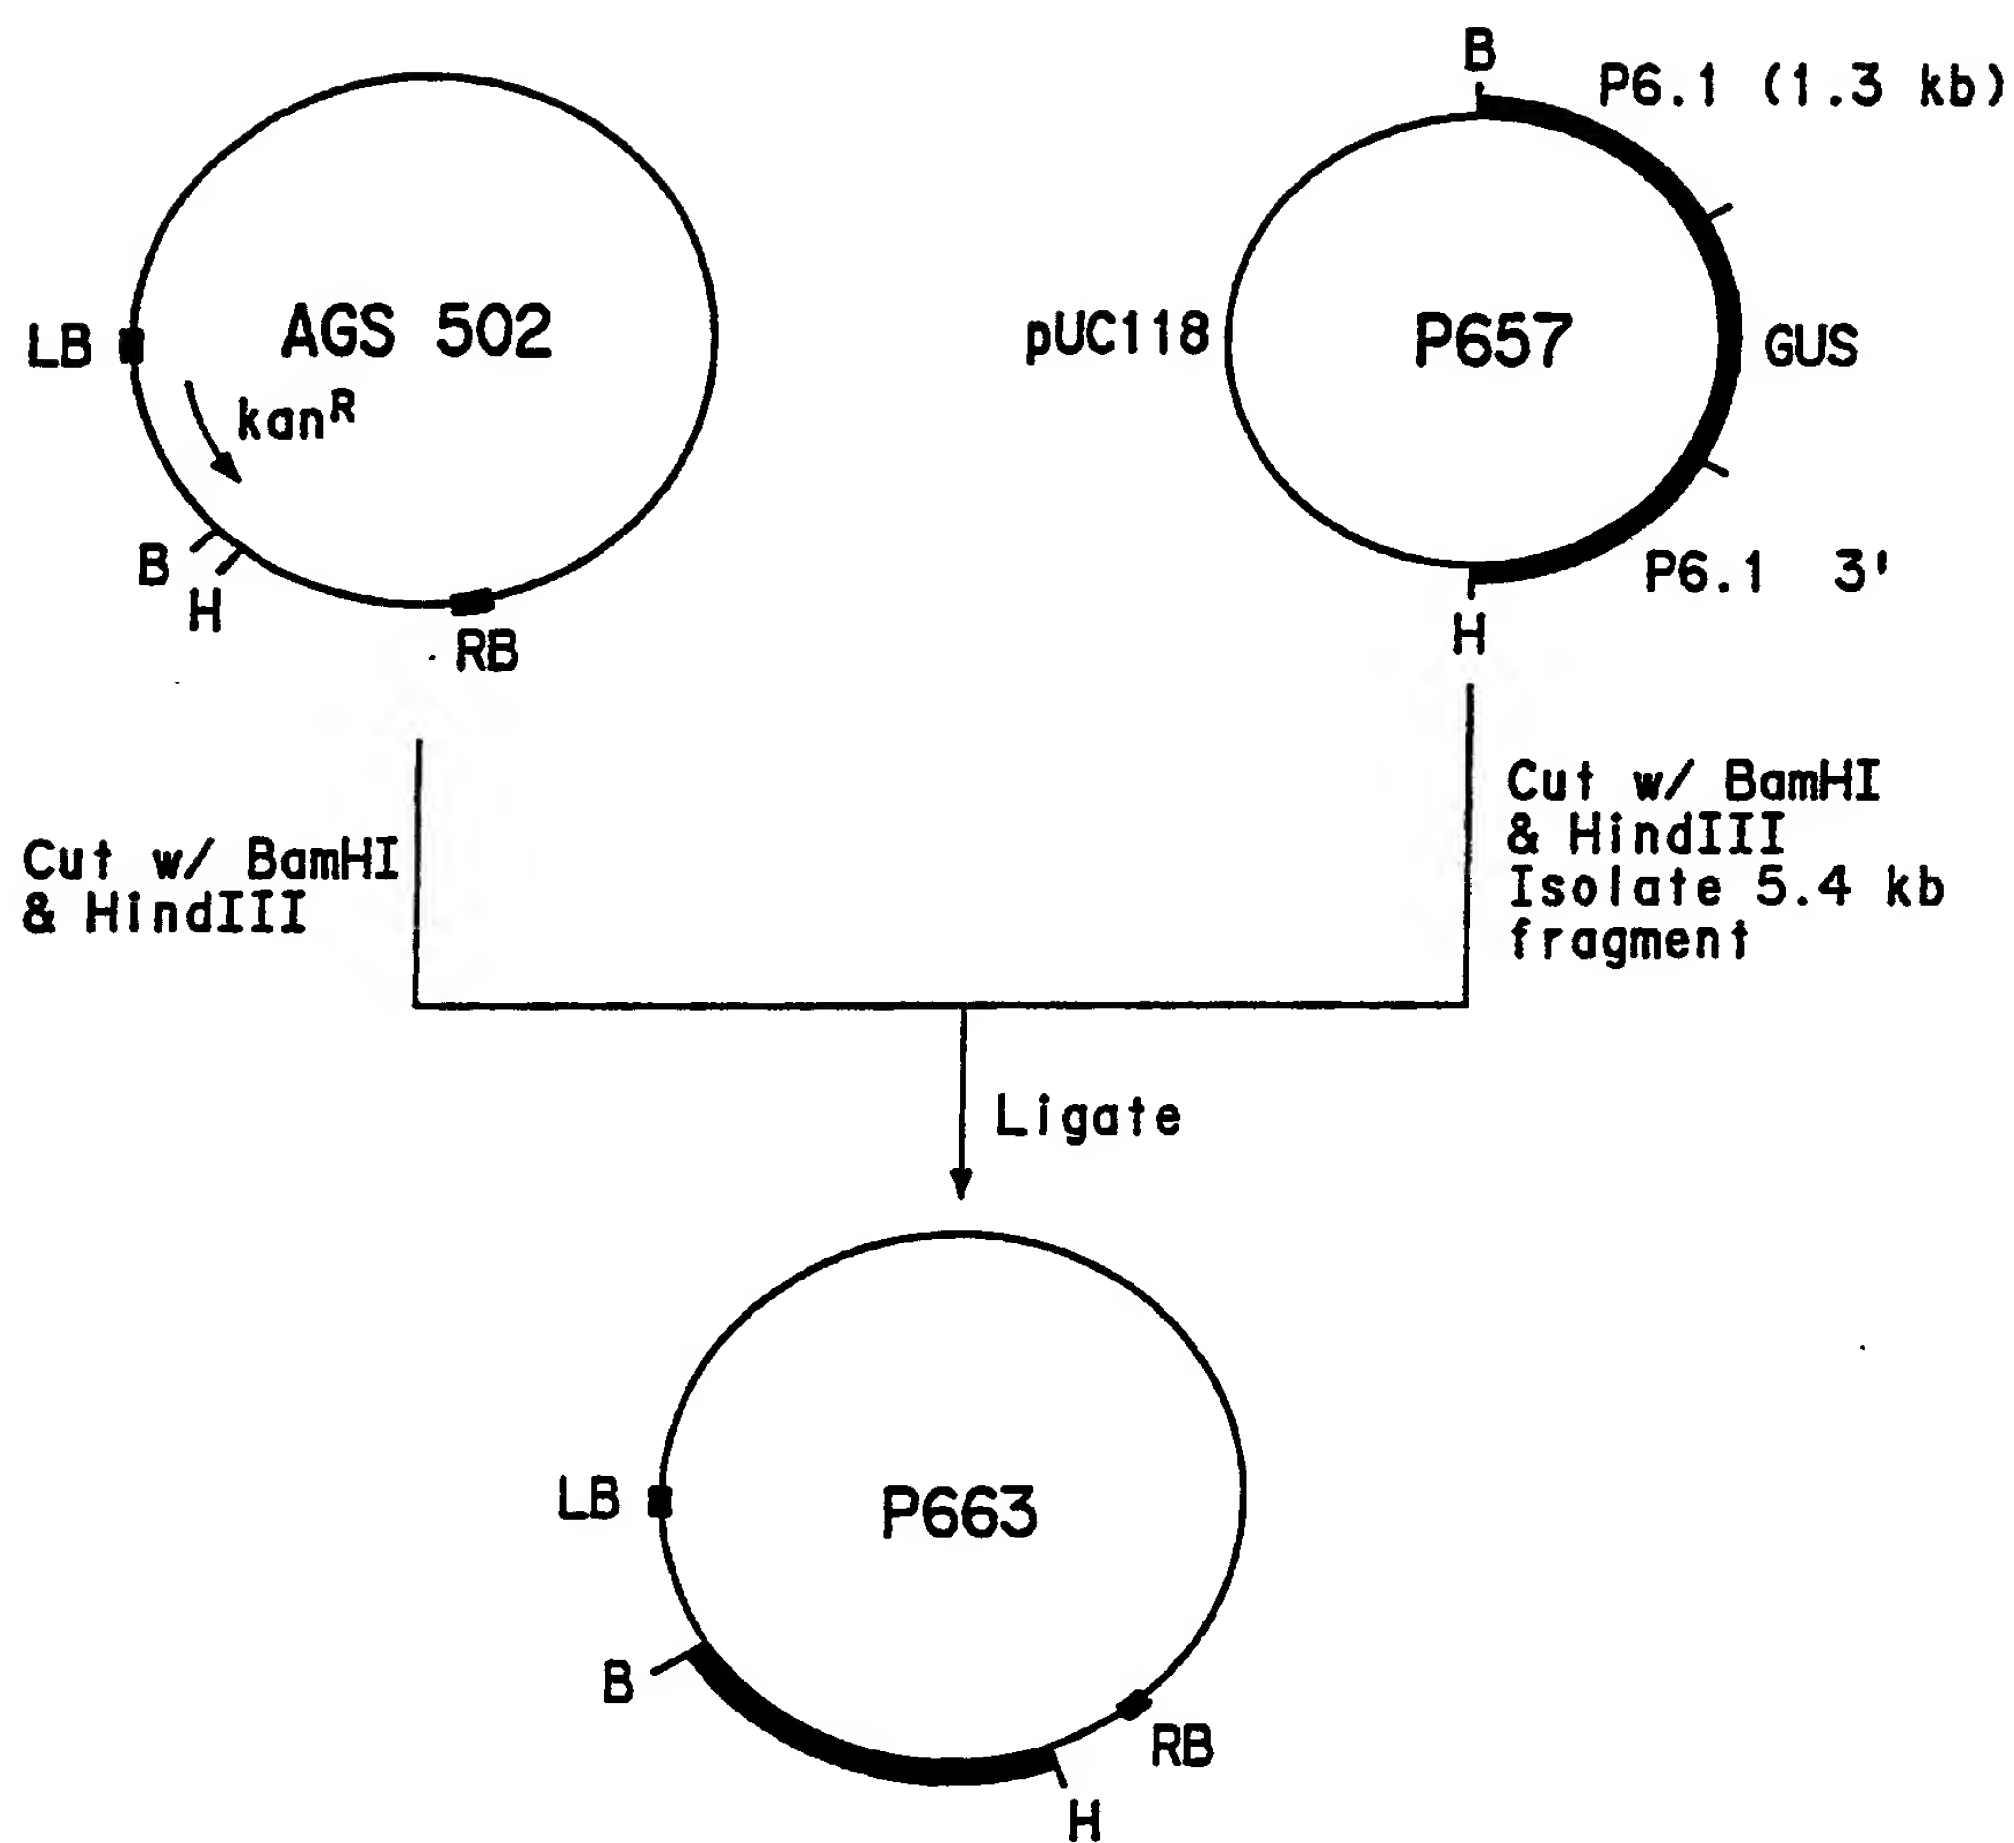 B
P6.1 (1.3 kb)
LB
AGS 502
kanR
B
H
RB
pUC118
P657
GUS
P6.1 3'
H
Cut w/ BamHI
& HindIII
Cut w/ BamHI
& HindIII
Isolate 5.4 kb
fragment
Ligate
LB
P663
B
RB
H